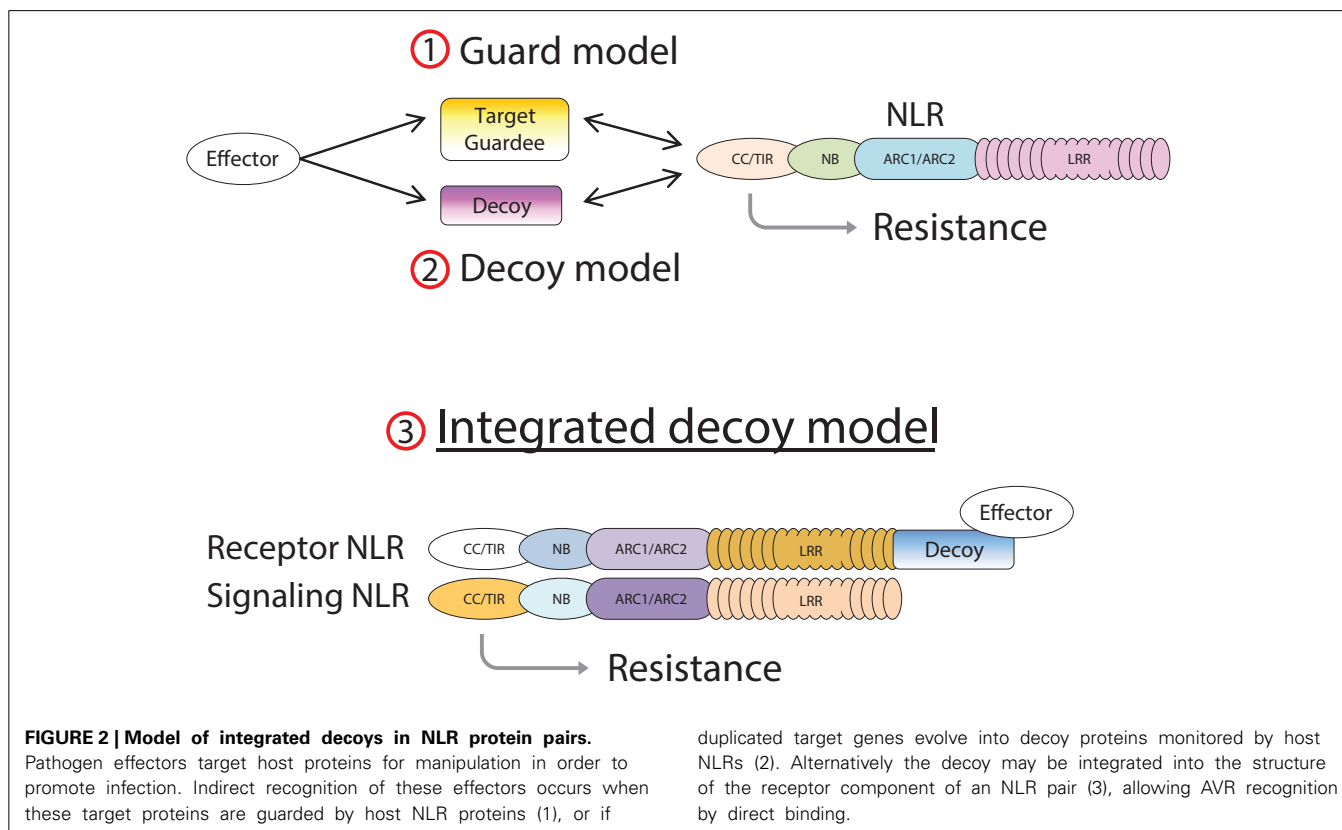 1 Guard model
Effector
Target
Guardee
Decoy
2 Decoy model
NLR
CC/TIR NB ARC1/ARC2 LRR
Resistance
3 Integrated decoy model
Effector
Receptor NLR CC/TIR NB ARC1/ARC2 LRR Decoy
Signaling NLR CC/TIR NB ARC1/ARC2 LRR
Resistance
FIGURE 2 | Model of integrated decoys in NLR protein pairs.
Pathogen effectors target host proteins for manipulation in order to
promote infection. Indirect recognition of these effectors occurs when
these target proteins are guarded by host NLR proteins (1), or if
duplicated target genes evolve into decoy proteins monitored by host
NLRs (2). Alternatively the decoy may be integrated into the structure
of the receptor component of an NLR pair (3), allowing AVR recognition
by direct binding.